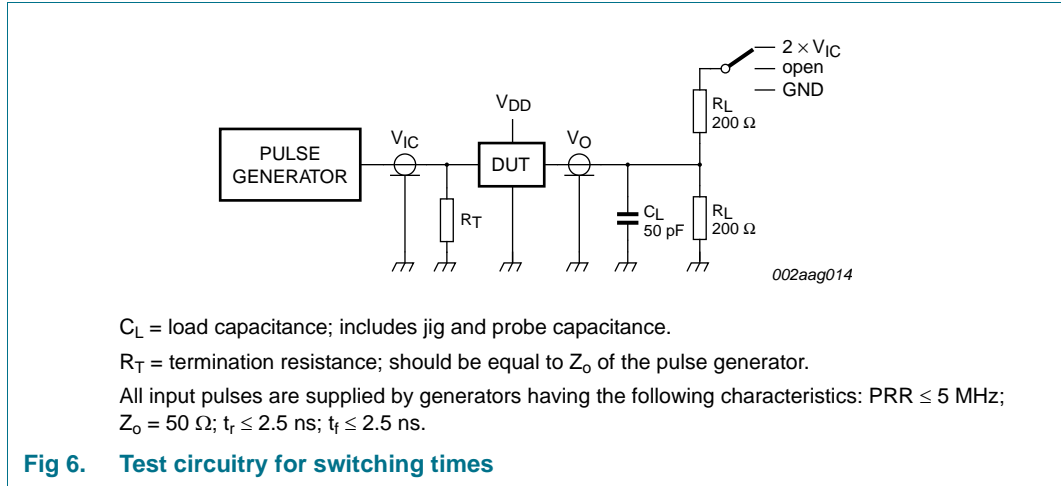 2 × VIC
open
GND
RL
200 Ω
VDD
VIC
VO
PULSE
GENERATOR
DUT
RT
CL
50 pF
RL
200 Ω
002aag014
CL = load capacitance; includes jig and probe capacitance.
RT = termination resistance; should be equal to Zo of the pulse generator.
All input pulses are supplied by generators having the following characteristics: PRR ≤ 5 MHz;
Zo = 50 Ω; tr ≤ 2.5 ns; tf ≤ 2.5 ns.
Fig 6. Test circuitry for switching times